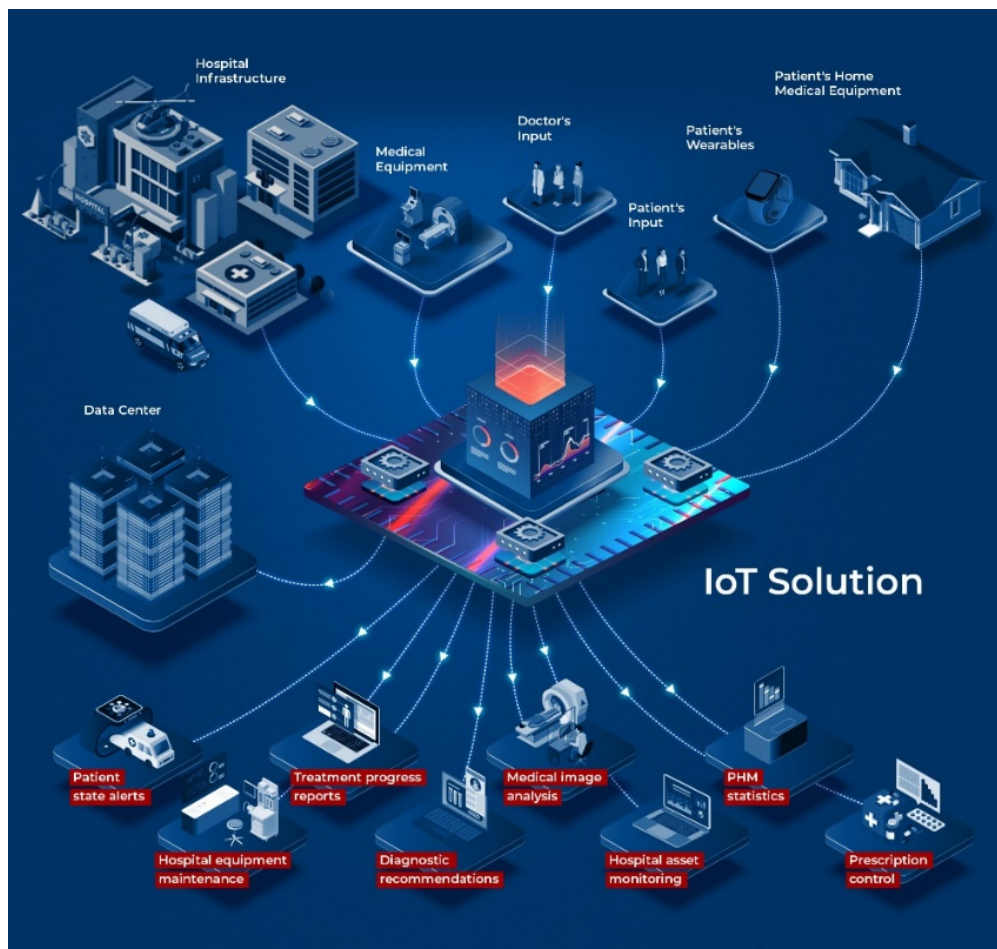 Hospital
Infrastructure
Patient's Home
Medical Equipment
Doctor's
Input
Patient's
Wearables
Medical
Equipment
Patient's
Input
HOSPITAL
Data Center
IoT Solution
Patient
state alerts
Treatment progress
reports
Medical image
analysis
PHM
statistics
Hospital equipment
maintenance
Diagnostic
recommendations
Hospital asset
monitoring
Prescription
control